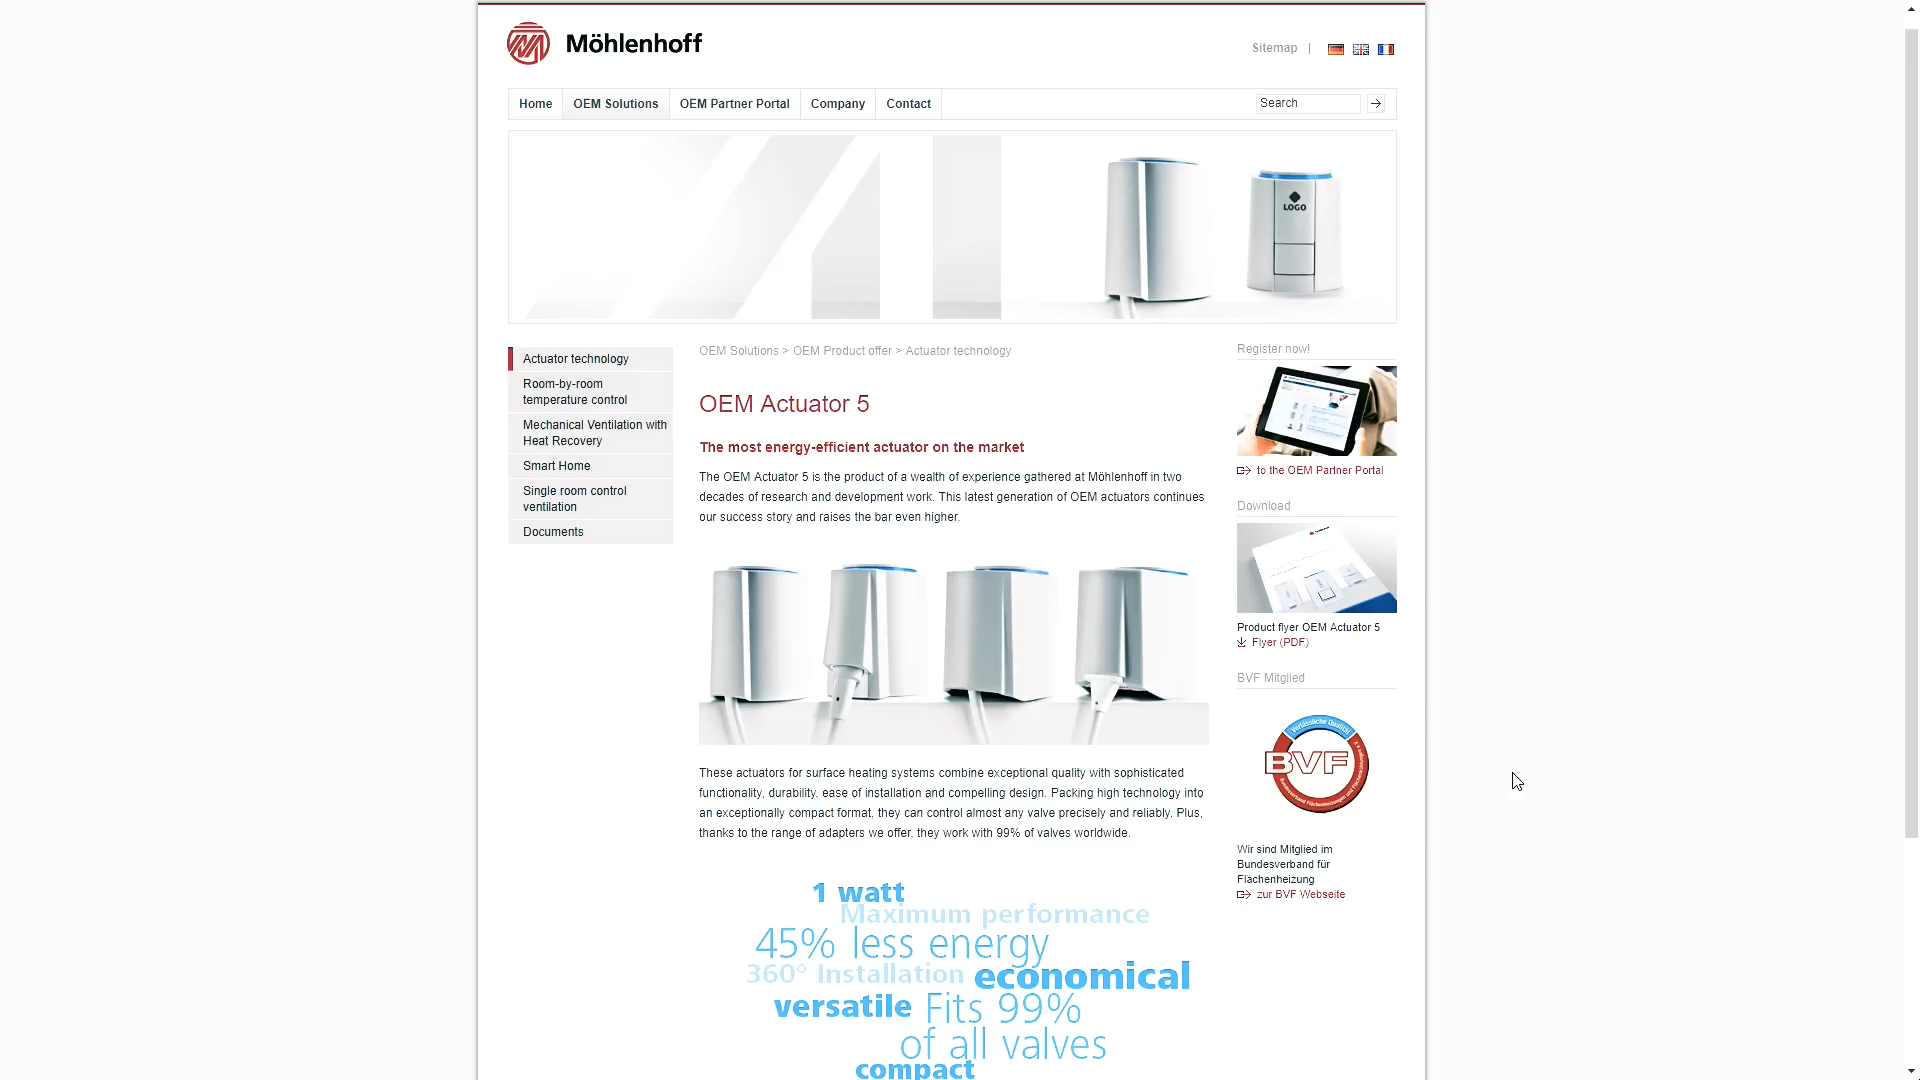 Möhlenhoff
Sitemap |
Home OEM Solutions OEM Partner Portal Company Contact
Search
LOGO
Actuator technology
Room-by-room
temperature control
Mechanical Ventilation with
Heat Recovery
Smart Home
Single room control
ventilation
Documents
OEM Solutions > OEM Product offer > Actuator technology
OEM Actuator 5
The most energy-efficient actuator on the market
The OEM Actuator 5 is the product of a wealth of experience gathered at Möhlenhoff in two
decades of research and development work. This latest generation of OEM actuators continues
our success story and raises the bar even higher.
These actuators for surface heating systems combine exceptional quality with sophisticated
functionality, durability, ease of installation and compelling design. Packing high technology into
an exceptionally compact format, they can control almost any valve precisely and reliably. Plus,
thanks to the range of adapters we offer, they work with 99% of valves worldwide.
1 watt
Maximum performance
45% less energy
360° Installation economical
versatile Fits 99%
of all valves
compact
Register now!
to the OEM Partner Portal
Download
Product flyer OEM Actuator 5
Flyer (PDF)
BVF Mitglied
Verlässliche Qualität
BVF
Bundesverband Flächenheizungen und Flächenkühlungen e.V.
Wir sind Mitglied im
Bundesverband für
Flächenheizung
zur BVF Webseite